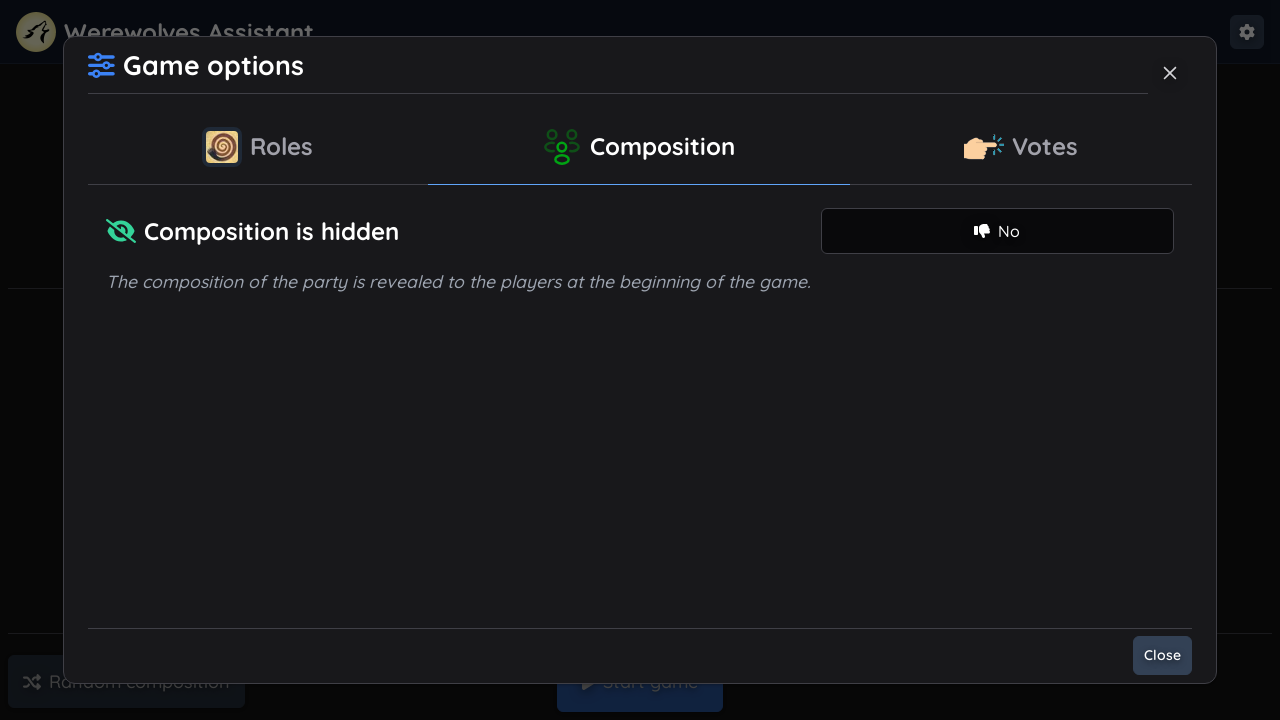 Werewolves Assistant
Game options
Roles
Composition
Votes
Composition is hidden
No
The composition of the party is revealed to the players at the beginning of the game.
Close
Random composition
Start game